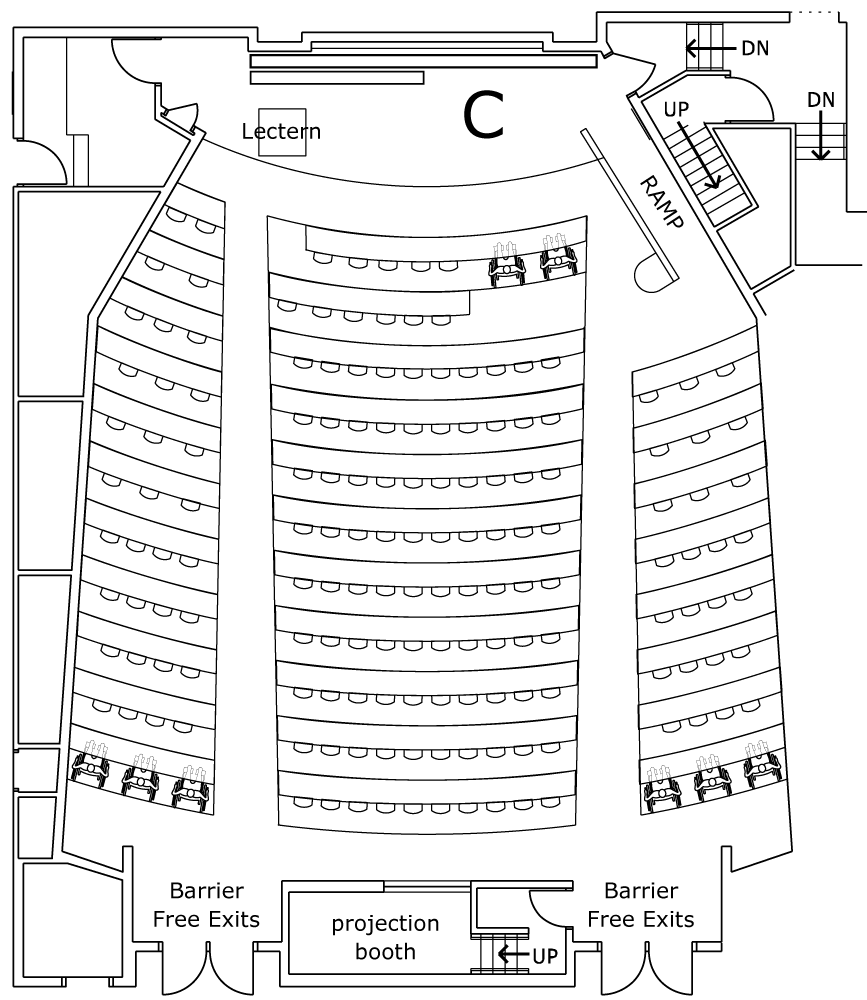 DN
C
DN
UP
Lectern
RAMP
Barrier
Free Exits
projection
booth
UP
Barrier
Free Exits